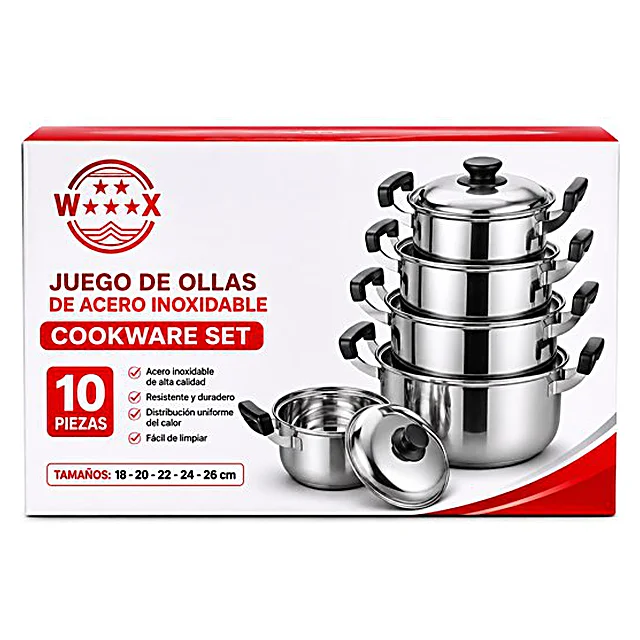 W★★★X
JUEGO DE OLLAS
DE ACERO INOXIDABLE
COOKWARE SET
10
PIEZAS
Acero inoxidable
de alta calidad
Resistente y duradero
Distribución uniforme
del calor
Fácil de limpiar
TAMAÑOS: 18 - 20 - 22 - 24 - 26 cm